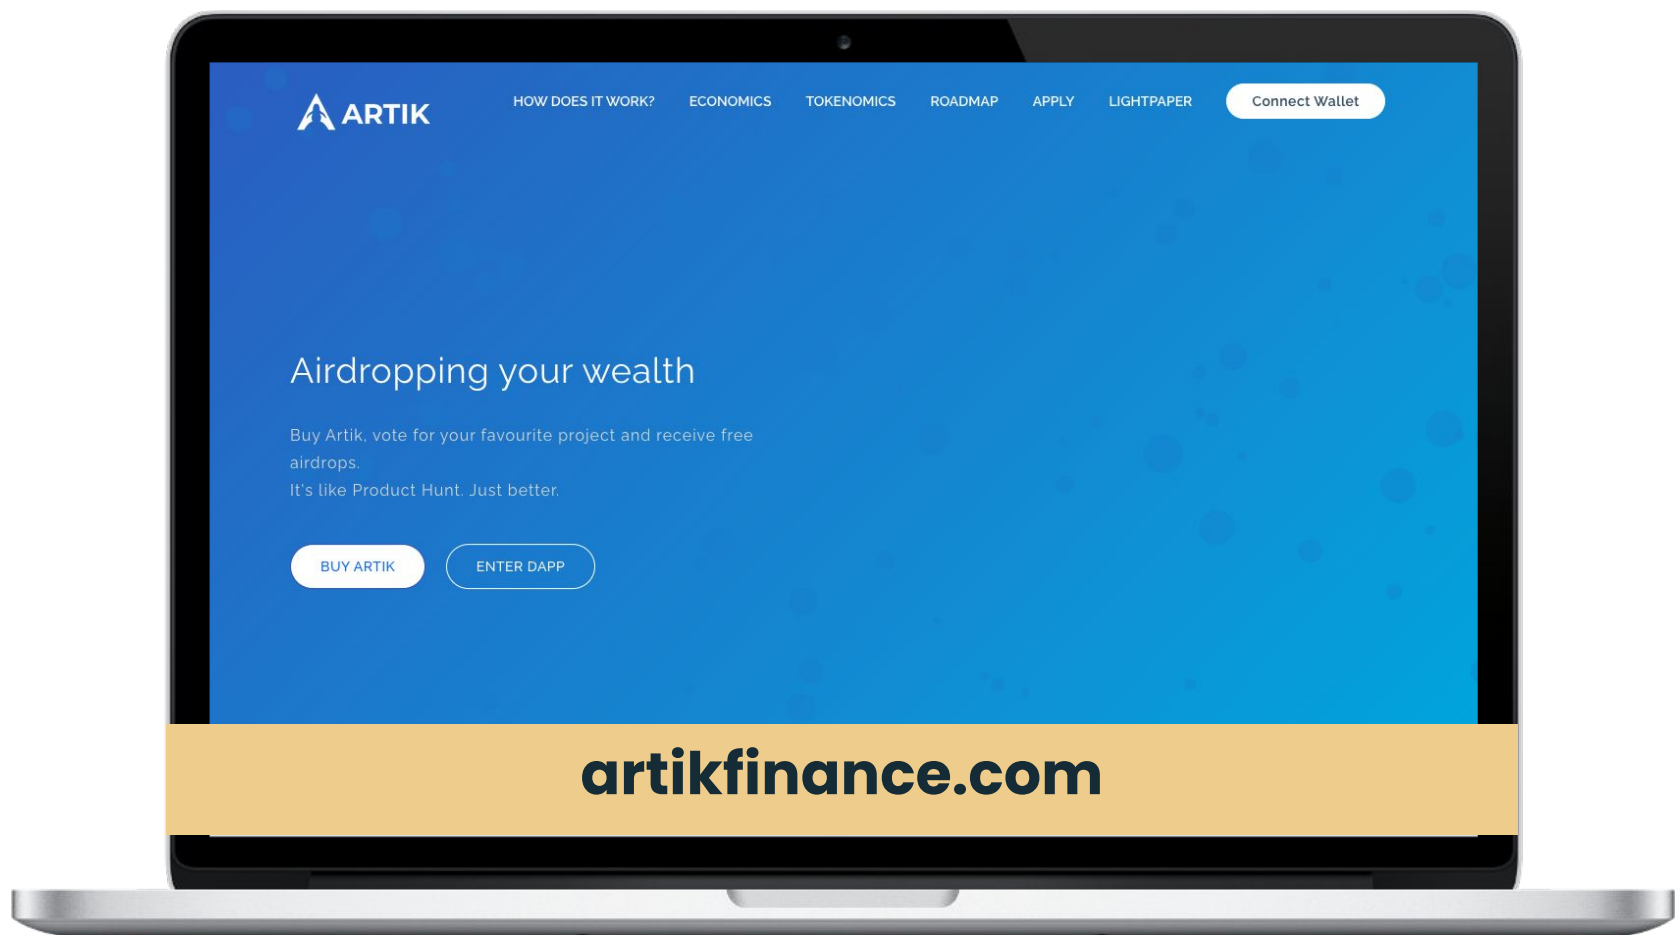 ARTIK
HOW DOES IT WORK?
ECONOMICS
TOKENOMICS
ROADMAP
APPLY
LIGHTPAPER
Connect Wallet
Airdropping your wealth
Buy Artik, vote for your favourite project and receive free
airdrops.
It's like Product Hunt. Just better.
BUY ARTIK
ENTER DAPP
artikfinance.com